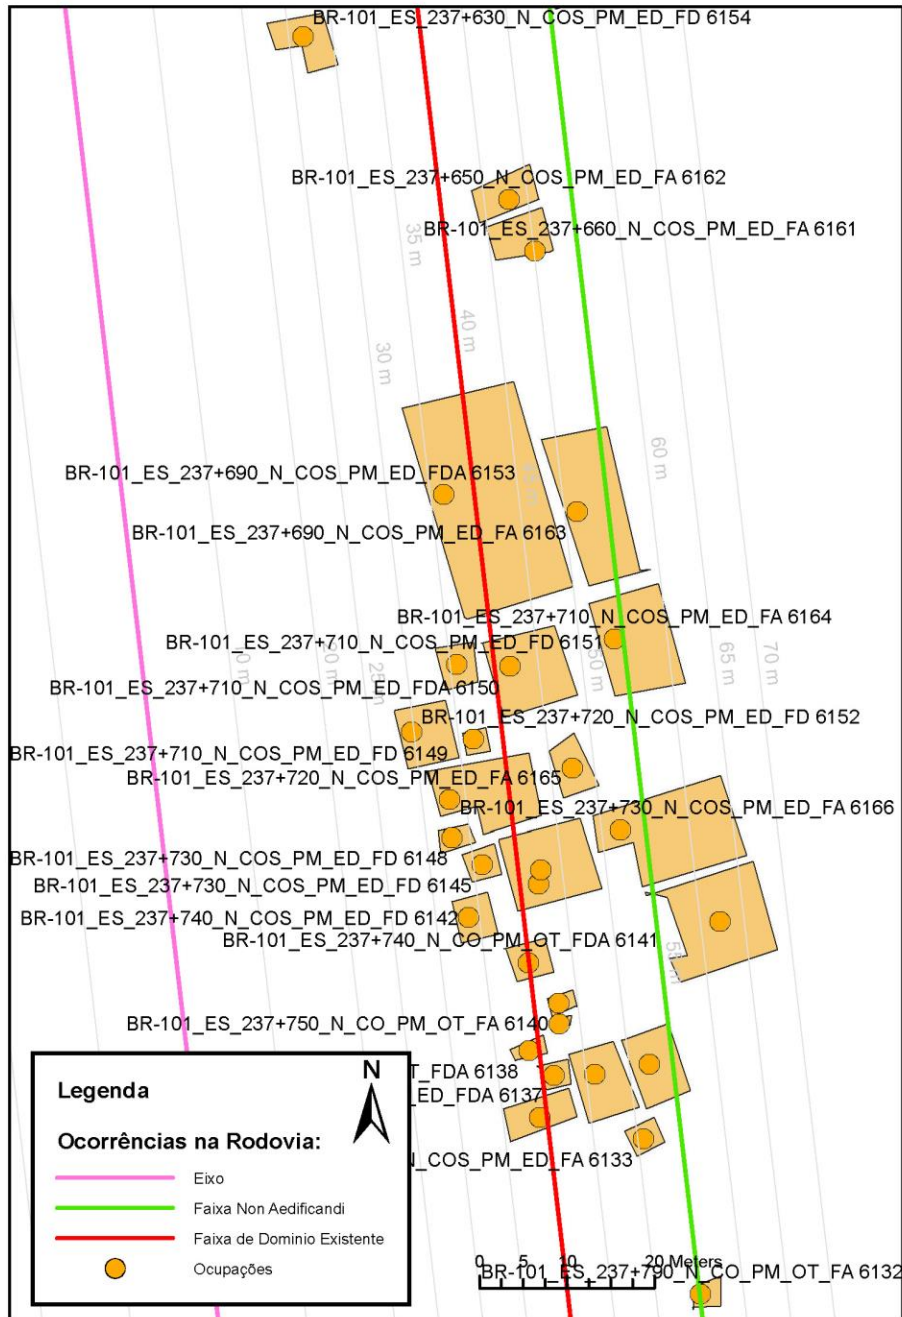 BR-101_ES_237+630_N_COS_PM_ED_FD 6154
BR-101_ES_237+650_N_COS_PM_ED_FA 6162
BR-101_ES_237+660_N_COS_PM_ED_FA 6161
35 m
40 m
30 m
60 m
BR-101_ES_237+690_N_COS_PM_ED_FDA 6153
BR-101_ES_237+690_N_COS_PM_ED_FA 6163
BR-101_ES_237+710_N_COS_PM_ED_FA 6164
BR-101_ES_237+710_N_COS_PM_ED_FD 6151
25 m
50 m
65 m
70 m
BR-101_ES_237+710_N_COS_PM_ED_FDA 6150
BR-101_ES_237+720_N_COS_PM_ED_FD 6152
BR-101_ES_237+710_N_COS_PM_ED_FD 6149
BR-101_ES_237+720_N_COS_PM_ED_FA 6165
BR-101_ES_237+730_N_COS_PM_ED_FA 6166
BR-101_ES_237+730_N_COS_PM_ED_FD 6148
BR-101_ES_237+730_N_COS_PM_ED_FD 6145
BR-101_ES_237+740_N_COS_PM_ED_FD 6142
BR-101_ES_237+740_N_CO_PM_OT_FDA 6141
55 m
BR-101_ES_237+750_N_CO_PM_OT_FA 6140
T_FDA 6138
_ED_FDA 6137
N_COS_PM_ED_FA 6133
BR-101_ES_237+790_N_CO_PM_OT_FA 6132
0 5 10 20 Meters
N
Legenda
Ocorrências na Rodovia:
Eixo
Faixa Non Aedificandi
Faixa de Dominio Existente
Ocupações